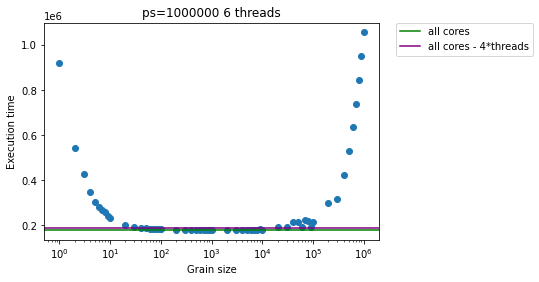 ps=1000000 6 threads
1e6
1.0
0.8
0.6
0.4
0.2
Execution time
10⁰
10¹
10²
10³
10⁴
10⁵
10⁶
Grain size
all cores
all cores - 4*threads